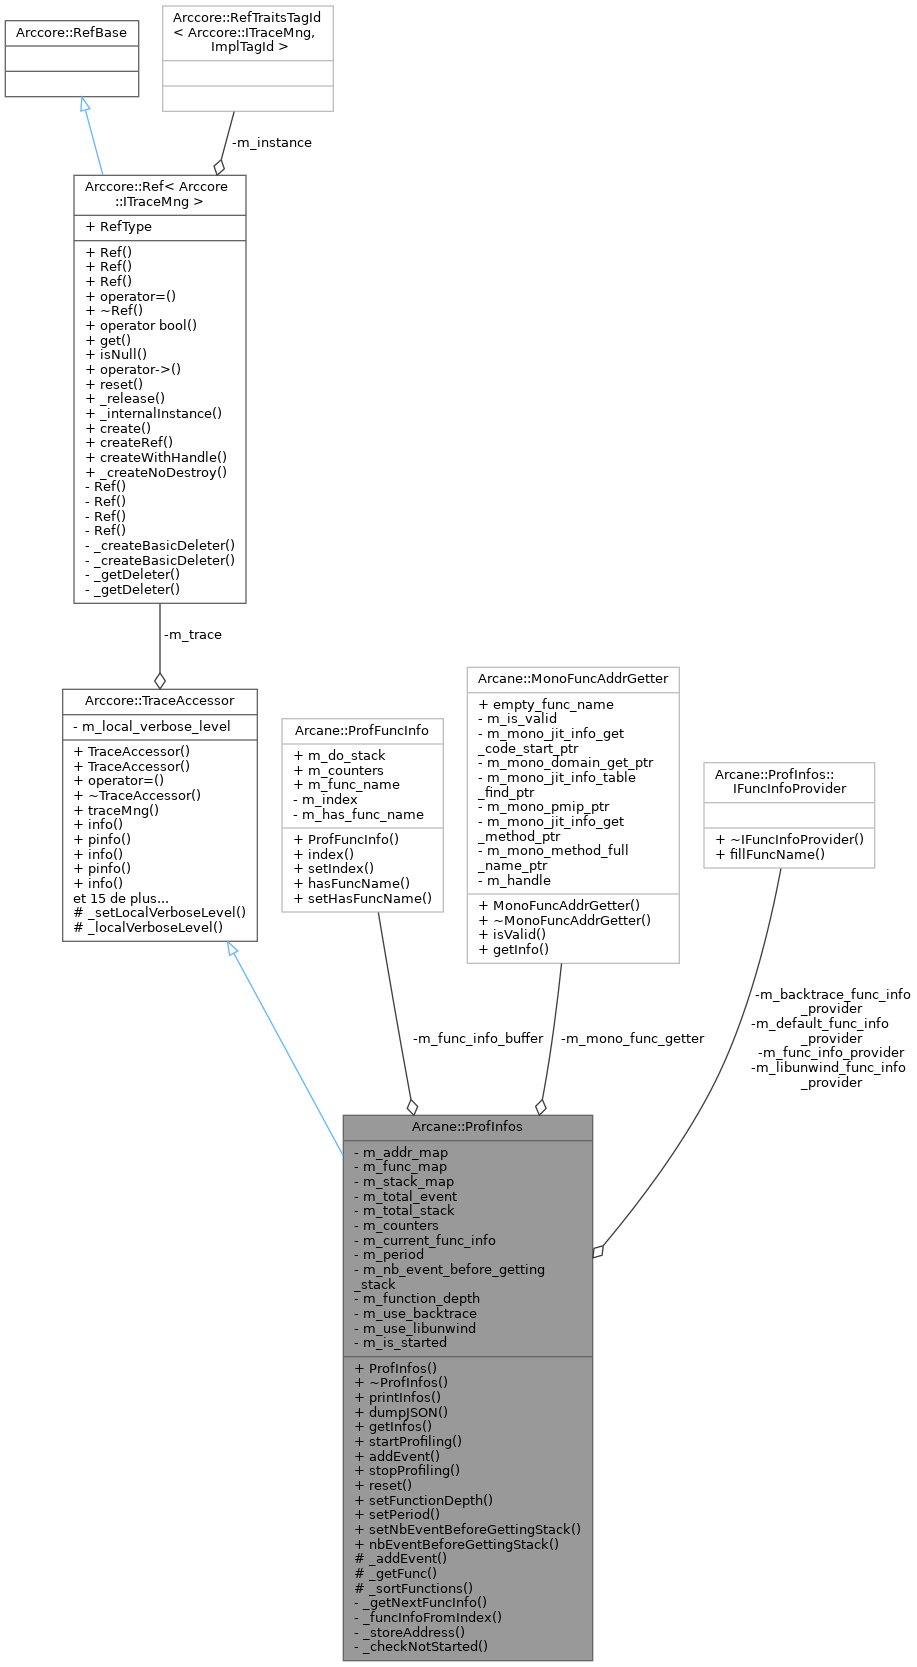 Arccore::RefBase
Arccore::RefTraitsTagId
< Arccore::ITraceMng,
ImplTagId >
-m_instance
Arccore::Ref< Arccore
::ITraceMng >
+ RefType
+ Ref()
+ Ref()
+ Ref()
+ operator=()
+ ~Ref()
+ operator bool()
+ get()
+ isNull()
+ operator->()
+ reset()
+ _release()
+ _internalInstance()
+ create()
+ createRef()
+ createWithHandle()
+ _createNoDestroy()
- Ref()
- Ref()
- Ref()
- Ref()
- _createBasicDeleter()
- _createBasicDeleter()
- _getDeleter()
- _getDeleter()
-m_trace
Arccore::TraceAccessor
- m_local_verbose_level
+ TraceAccessor()
+ TraceAccessor()
+ operator=()
+ ~TraceAccessor()
+ traceMng()
+ info()
+ pinfo()
+ info()
+ pinfo()
+ info()
et 15 de plus...
# _setLocalVerboseLevel()
# _localVerboseLevel()
Arcane::ProfFuncInfo
+ m_do_stack
+ m_counters
+ m_func_name
- m_index
- m_has_func_name
+ ProfFuncInfo()
+ index()
+ setIndex()
+ hasFuncName()
+ setHasFuncName()
Arcane::MonoFuncAddrGetter
+ empty_func_name
- m_is_valid
- m_mono_jit_info_get
_code_start_ptr
- m_mono_domain_get_ptr
- m_mono_jit_info_table
_find_ptr
- m_mono_pmip_ptr
- m_mono_jit_info_get
_method_ptr
- m_mono_method_full
_name_ptr
- m_handle
+ MonoFuncAddrGetter()
+ ~MonoFuncAddrGetter()
+ isValid()
+ getInfo()
Arcane::ProfInfos::
IFuncInfoProvider
+ ~IFuncInfoProvider()
+ fillFuncName()
-m_func_info_buffer
-m_mono_func_getter
-m_backtrace_func_info
_provider
-m_default_func_info
_provider
-m_func_info_provider
-m_libunwind_func_info
_provider
Arcane::ProfInfos
- m_addr_map
- m_func_map
- m_stack_map
- m_total_event
- m_total_stack
- m_counters
- m_current_func_info
- m_period
- m_nb_event_before_getting
_stack
- m_function_depth
- m_use_backtrace
- m_use_libunwind
- m_is_started
+ ProfInfos()
+ ~ProfInfos()
+ printInfos()
+ dumpJSON()
+ getInfos()
+ startProfiling()
+ addEvent()
+ stopProfiling()
+ reset()
+ setFunctionDepth()
+ setPeriod()
+ setNbEventBeforeGettingStack()
+ nbEventBeforeGettingStack()
# _addEvent()
# _getFunc()
# _sortFunctions()
- _getNextFuncInfo()
- _funcInfoFromIndex()
- _storeAddress()
- _checkNotStarted()